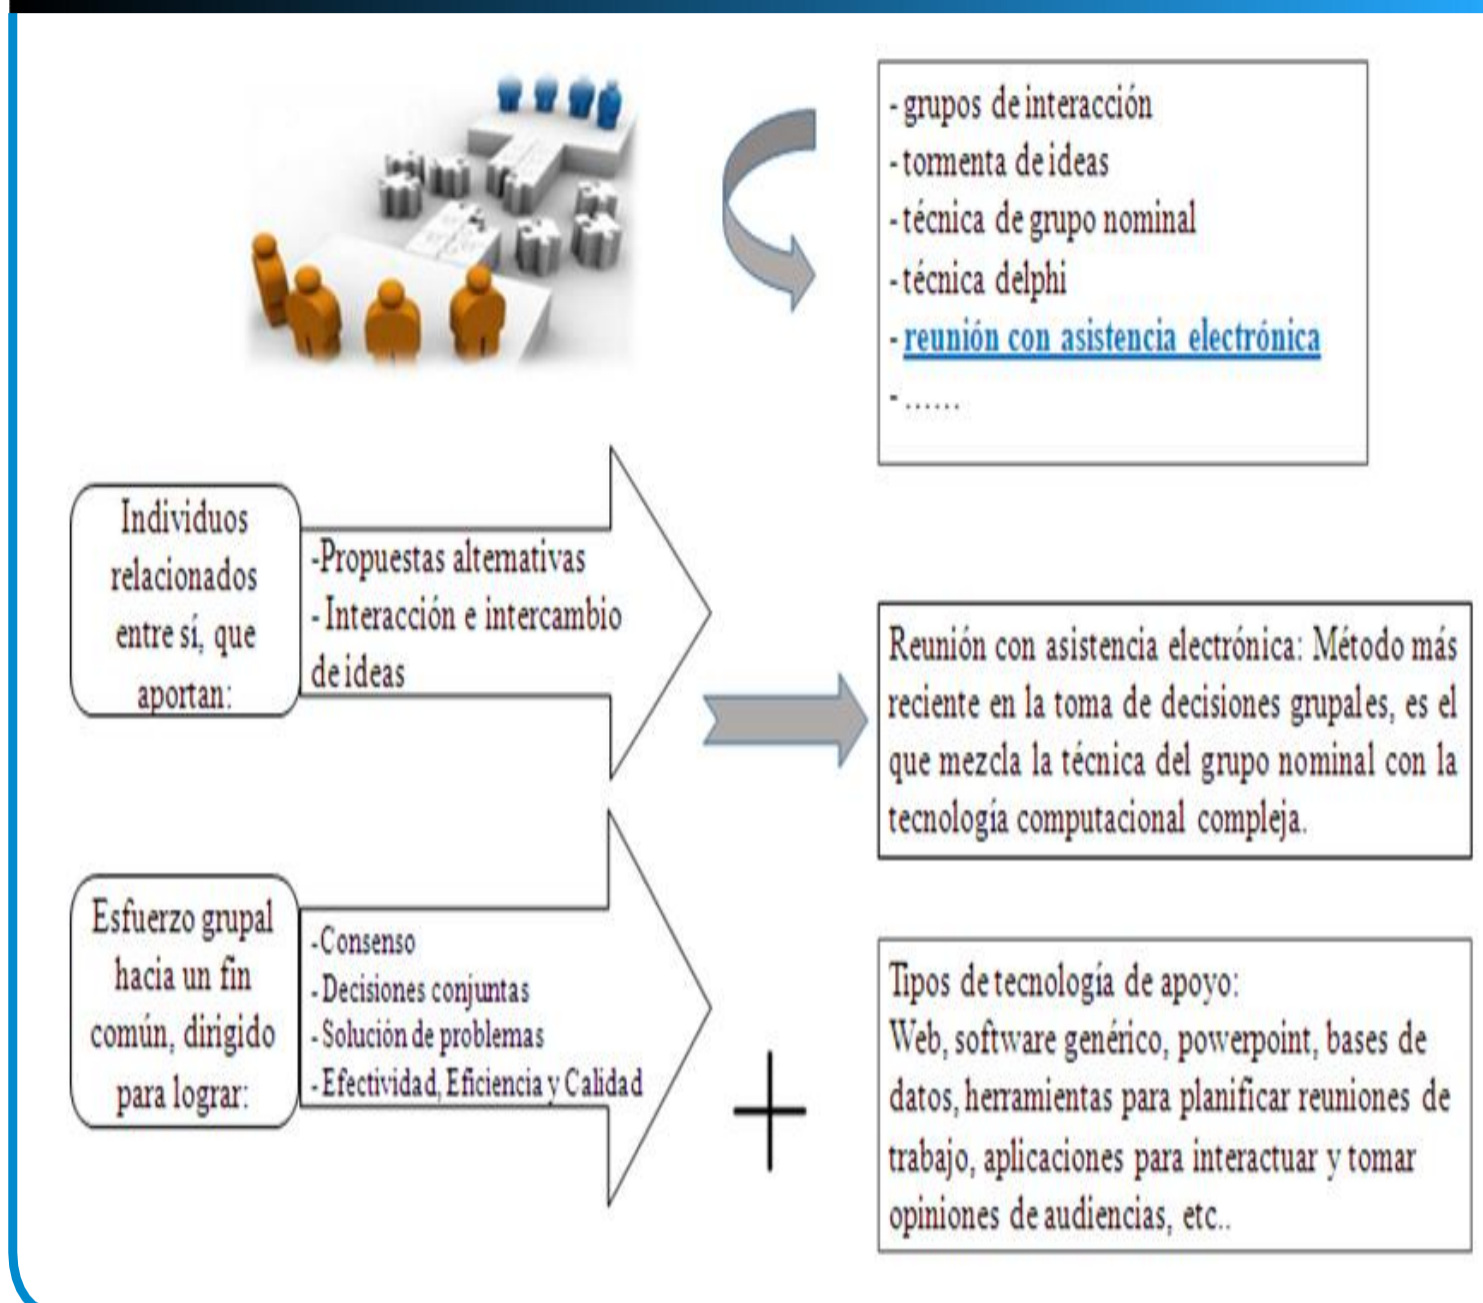 - grupos de interacción
- tormenta de ideas
- técnica de grupo nominal
- técnica delphi
- reunión con asistencia electrónica
- ......
Individuos
relacionados
entre sí, que
aportan:
-Propuestas alternativas
- Interacción e intercambio
de ideas
Reunión con asistencia electrónica: Método más
reciente en la toma de decisiones grupales, es el
que mezcla la técnica del grupo nominal con la
tecnología computacional compleja.
Esfuerzo grupal
hacia un fin
común, dirigido
para lograr:
-Consenso
-Decisiones conjuntas
-Solución de problemas
-Efectividad, Eficiencia y Calidad
Tipos de tecnología de apoyo:
Web, software genérico, powerpoint, bases de
datos, herramientas para planificar reuniones de
trabajo, aplicaciones para interactuar y tomar
opiniones de audiencias, etc..